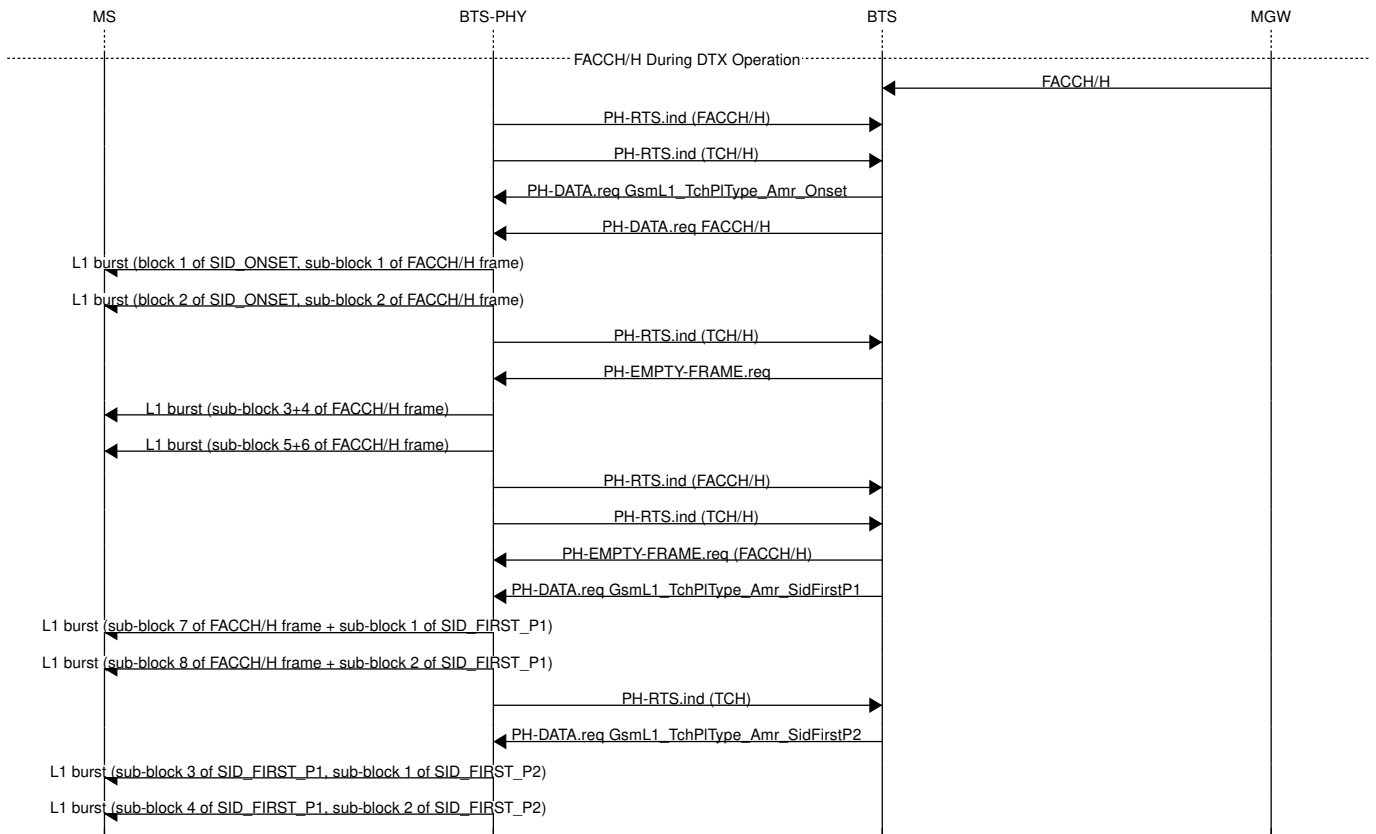 MS BTS-PHY BTS MGW
FACCH/H During DTX Operation
FACCH/H
PH-RTS.ind (FACCH/H)
PH-RTS.ind (TCH/H)
PH-DATA.req GsmL1_TchPlType_Amr_Onset
PH-DATA.req FACCH/H
L1 burst (block 1 of SID_ONSET, sub-block 1 of FACCH/H frame)
L1 burst (block 2 of SID_ONSET, sub-block 2 of FACCH/H frame)
PH-RTS.ind (TCH/H)
PH-EMPTY-FRAME.req
L1 burst (sub-block 3+4 of FACCH/H frame)
L1 burst (sub-block 5+6 of FACCH/H frame)
PH-RTS.ind (FACCH/H)
PH-RTS.ind (TCH/H)
PH-EMPTY-FRAME.req (FACCH/H)
PH-DATA.req GsmL1_TchPlType_Amr_SidFirstP1
L1 burst (sub-block 7 of FACCH/H frame + sub-block 1 of SID_FIRST_P1)
L1 burst (sub-block 8 of FACCH/H frame + sub-block 2 of SID_FIRST_P1)
PH-RTS.ind (TCH)
PH-DATA.req GsmL1_TchPlType_Amr_SidFirstP2
L1 burst (sub-block 3 of SID_FIRST_P1, sub-block 1 of SID_FIRST_P2)
L1 burst (sub-block 4 of SID_FIRST_P1, sub-block 2 of SID_FIRST_P2)